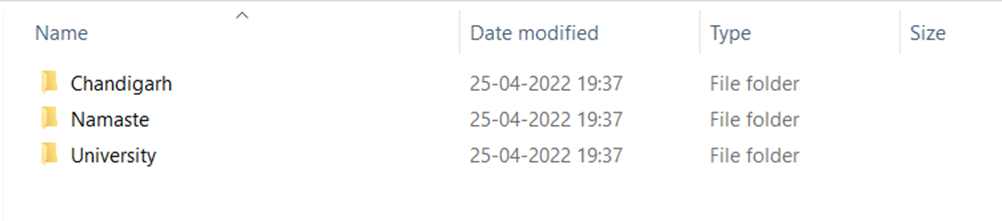 Name Date modified Type Size
Chandigarh 25-04-2022 19:37 File folder
Namaste 25-04-2022 19:37 File folder
University 25-04-2022 19:37 File folder